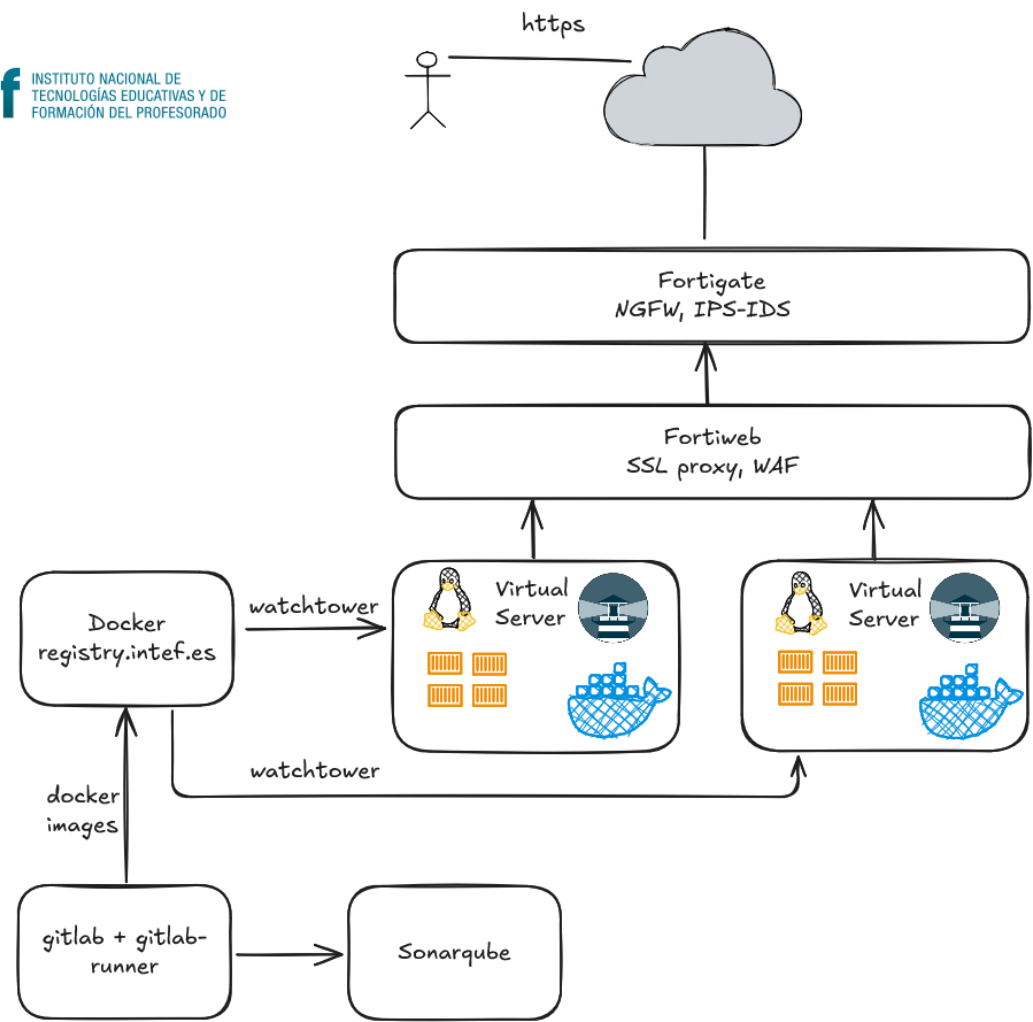 https
f INSTITUTO NACIONAL DE
TECNOLOGÍAS EDUCATIVAS Y DE
FORMACIÓN DEL PROFESORADO
Fortigate
NGFW, IPS-IDS
Fortiweb
SSL proxy, WAF
Docker
registry.intef.es
watchtower
Virtual
Server
Virtual
Server
watchtower
docker
images
gitlab + gitlab-
runner
Sonarqube